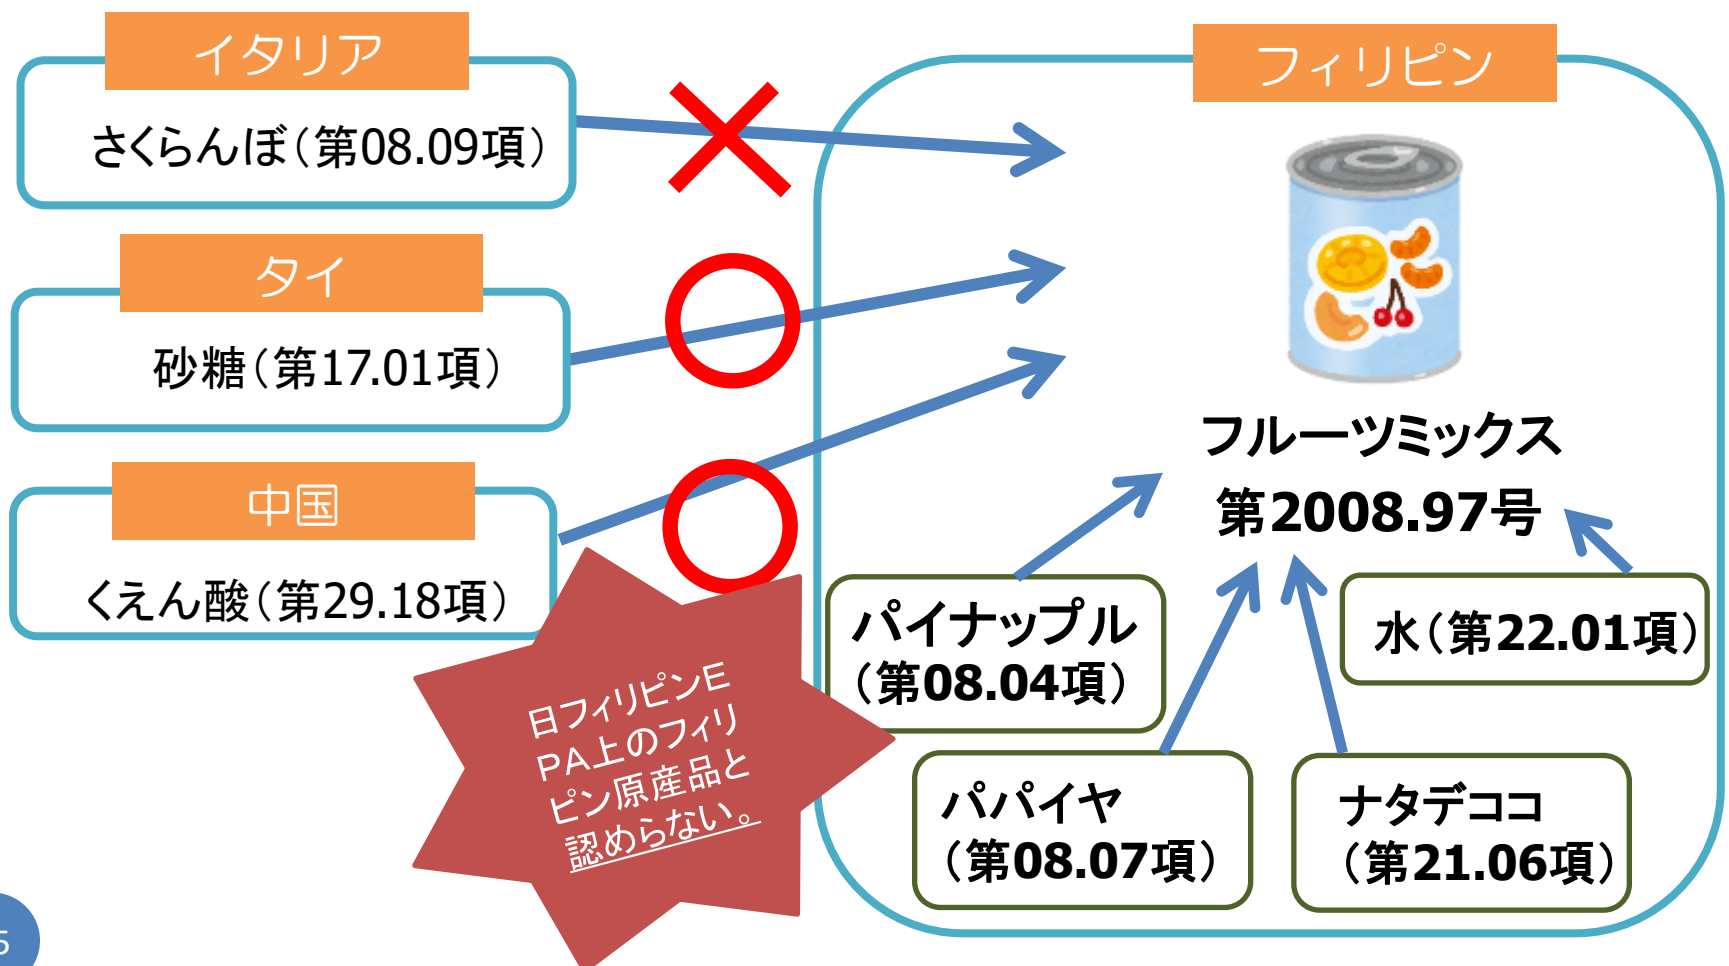 イタリア
さくらんぼ（第08.09項）
タイ
砂糖（第17.01項）
中国
くえん酸（第29.18項）
フィリピン
フルーツミックス
第2008.97号
パイナップル
（第08.04項）
水（第22.01項）
パパイヤ
（第08.07項）
ナタデココ
（第21.06項）
日フィリピンＥ
ＰＡ上のフィリ
ピン原産品と
認めらない。
5